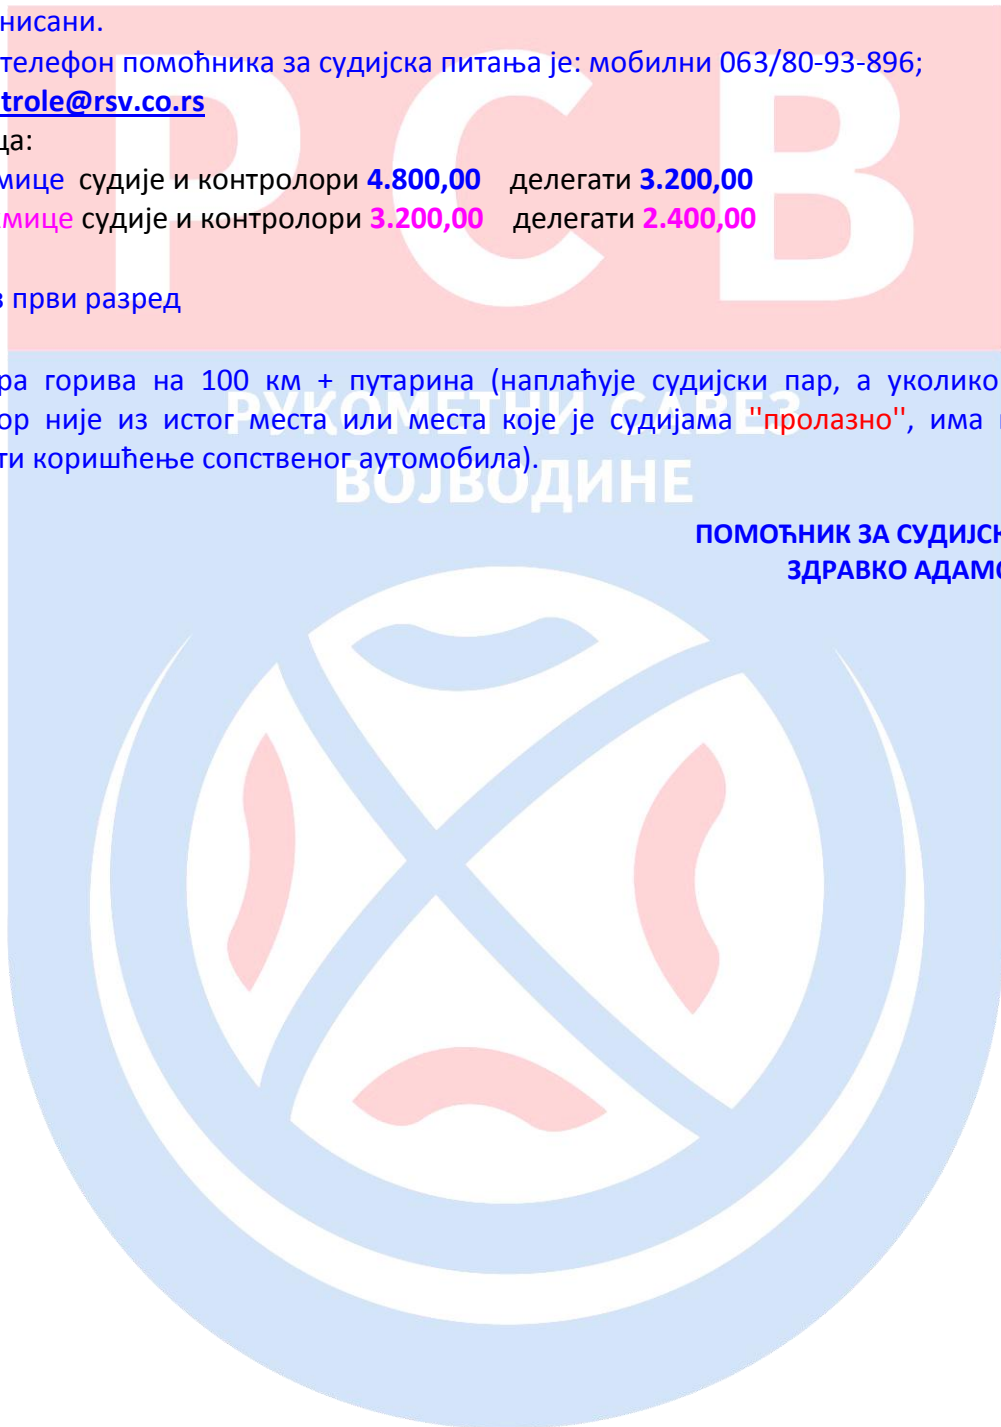 нисани.
телефон помоћника за судијска питања је: мобилни 063/80-93-896;
trole@rsv.co.rs
ца:
мице судије и контролори 4.800,00 делегати 3.200,00
мице судије и контролори 3.200,00 делегати 2.400,00
в први разред
ра горива на 100 км + путарина (наплаћује судијски пар, а уколико
ор није из истог места или места које је судијама "пролазно", има
ти коришћење сопственог аутомобила).
ПОМОЋНИК ЗА СУДИЈСК
ЗДРАВКО АДАМО
РСВ
РУКОМЕТНИ САВЕЗ
ВОЈВОДИНЕ